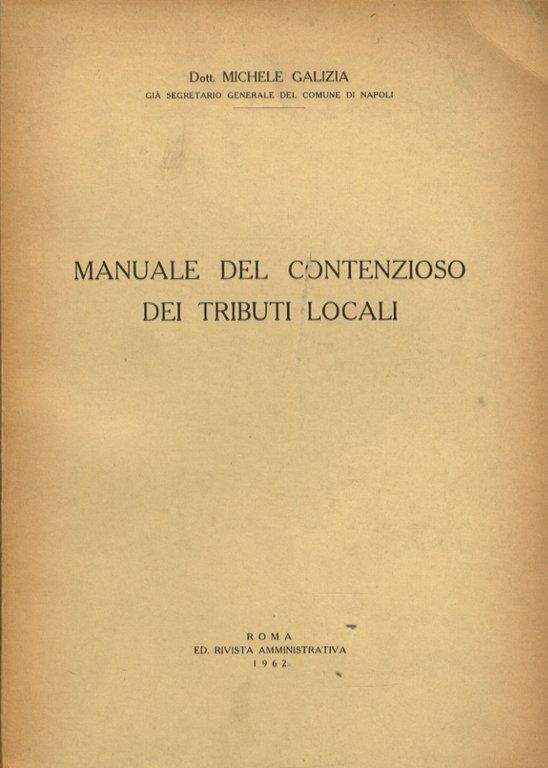 Dott. MICHELE GALIZIA
GIÀ SEGRETARIO GENERALE DEL COMUNE DI NAPOLI
MANUALE DEL CONTENZIOSO
DEI TRIBUTI LOCALI
ROMA
ED. RIVISTA AMMINISTRATIVA
1962